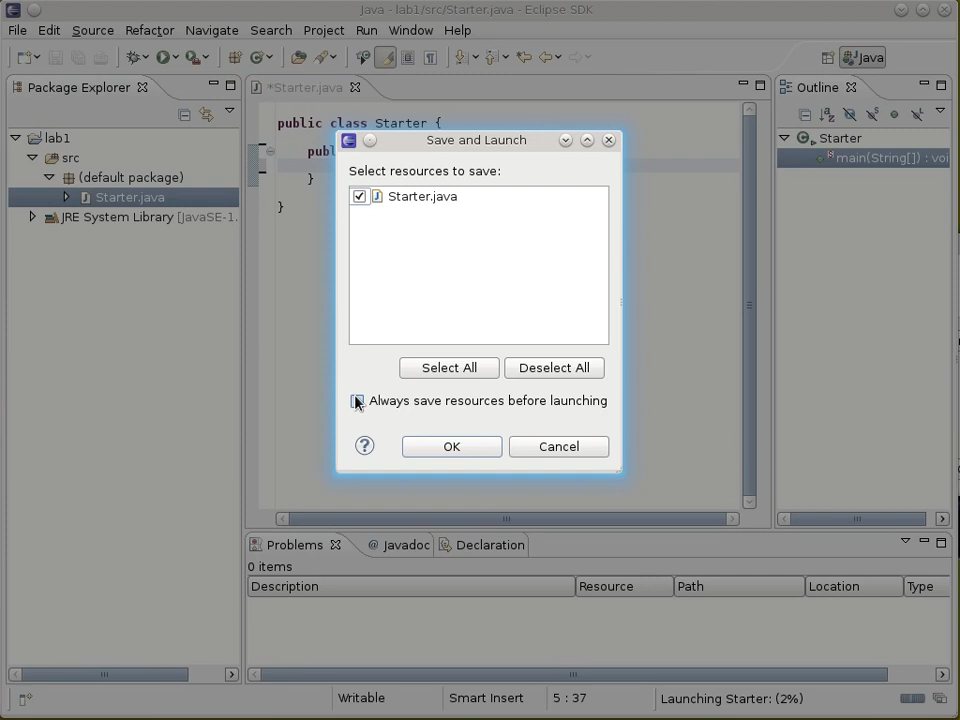 Java - lab1/src/Starter.java - Eclipse SDK
File Edit Source Refactor Navigate Search Project Run Window Help
Java
Package Explorer
*Starter.java
Outline
lab1
src
(default package)
Starter.java
JRE System Library [JavaSE-1.
public class Starter {
publ
}
}
Starter
main(String[]) : voi
Save and Launch
Select resources to save:
Starter.java
Select All Deselect All
Always save resources before launching
OK Cancel
Problems @ Javadoc Declaration
0 items
Description Resource Path Location Type
Writable Smart Insert 5 : 37 Launching Starter: (2%)